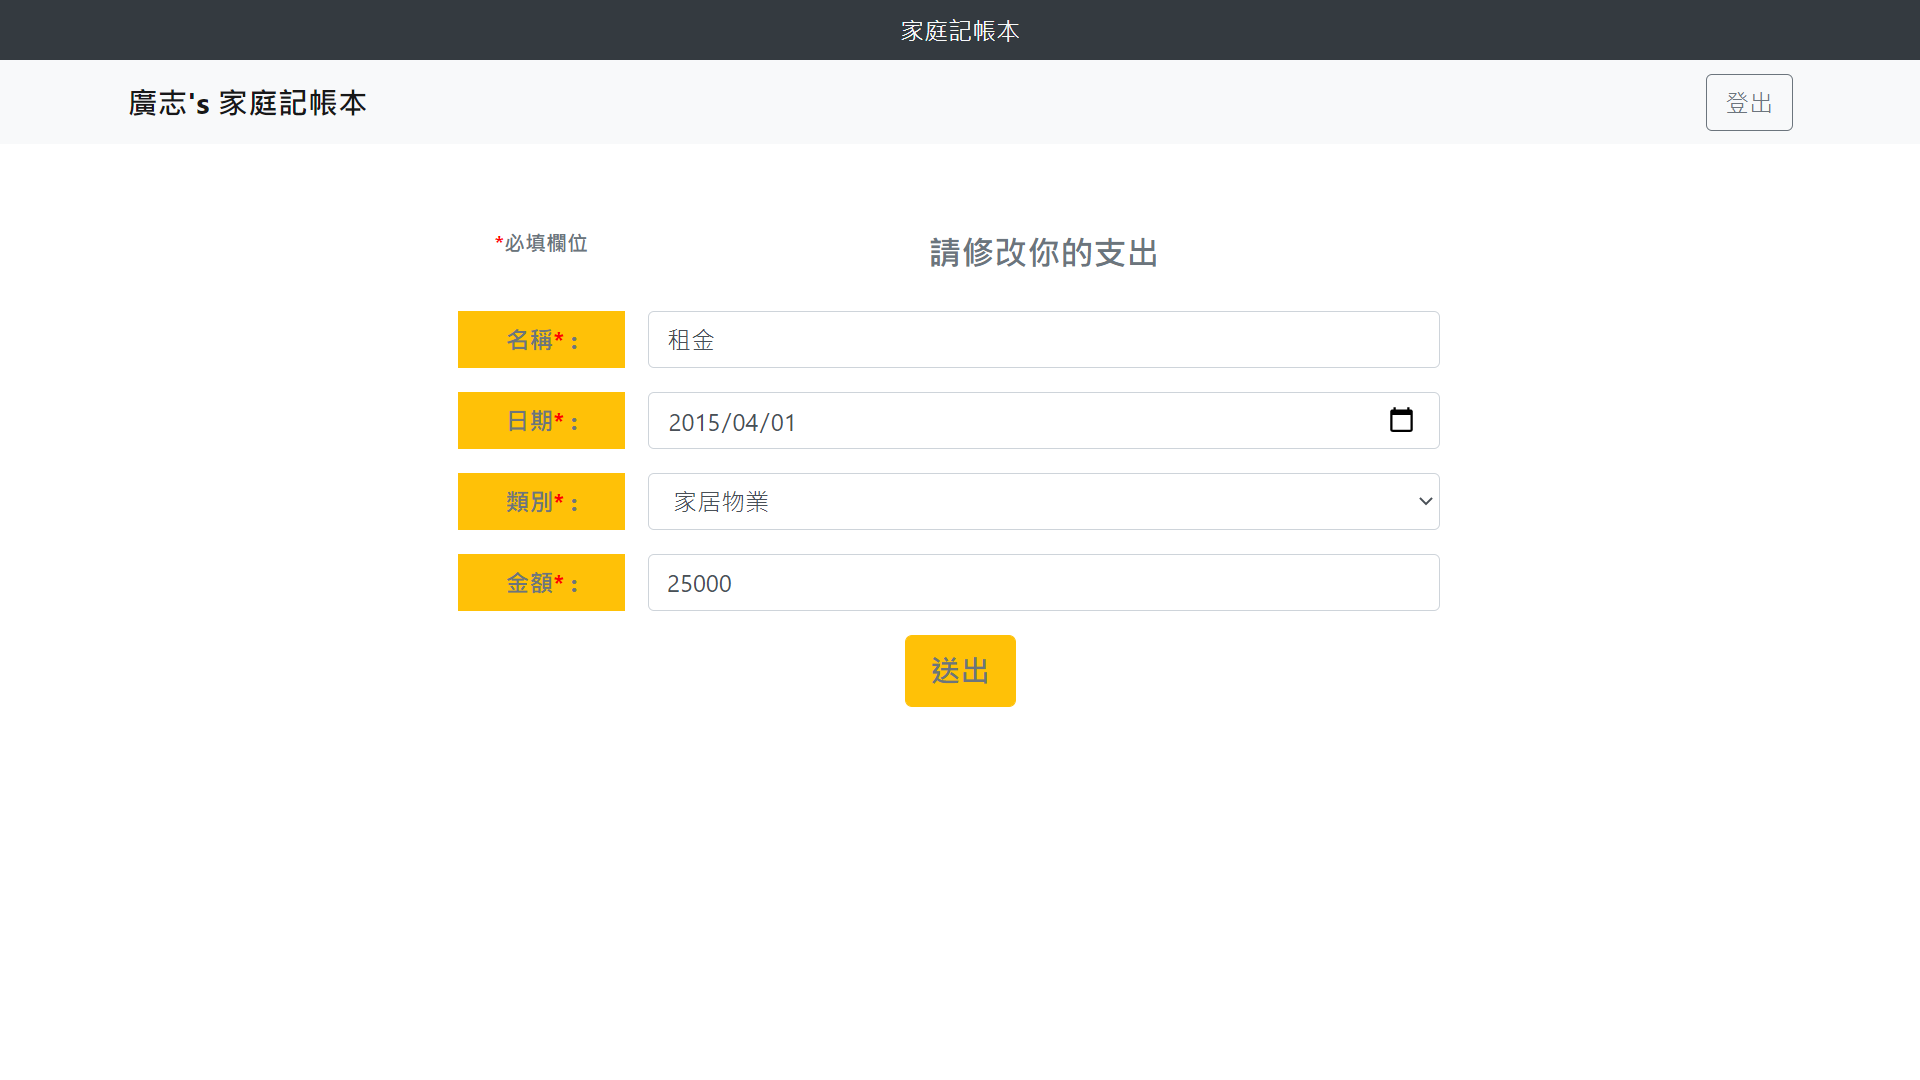 家庭記帳本
廣志's 家庭記帳本
登出
*必填欄位
請修改你的支出
名稱* :
租金
日期* :
2015/04/01
類別* :
家居物業
金額* :
25000
送出